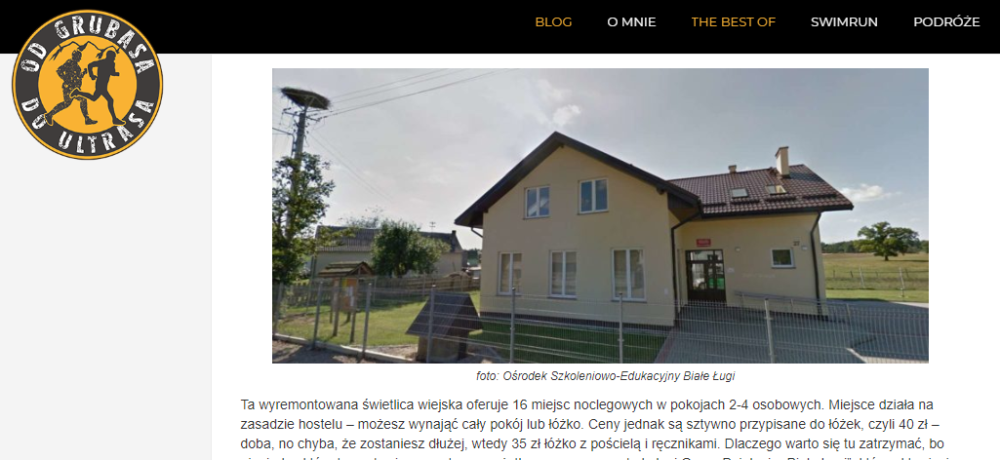 OD GRUBASA
DO ULTRASA
BLOG O MNIE THE BEST OF SWIMRUN PODRÓŻE
foto: Ośrodek Szkoleniowo-Edukacyjny Białe Ługi
Ta wyremontowana świetlica wiejska oferuje 16 miejsc noclegowych w pokojach 2-4 osobowych. Miejsce działa na
zasadzie hostelu – możesz wynająć cały pokój lub łóżko. Ceny jednak są sztywno przypisane do łóżek, czyli 40 zł –
doba, no chyba, że zostaniesz dłużej, wtedy 35 zł łóżko z pościelą i ręcznikami. Dlaczego warto się tu zatrzymać, bo